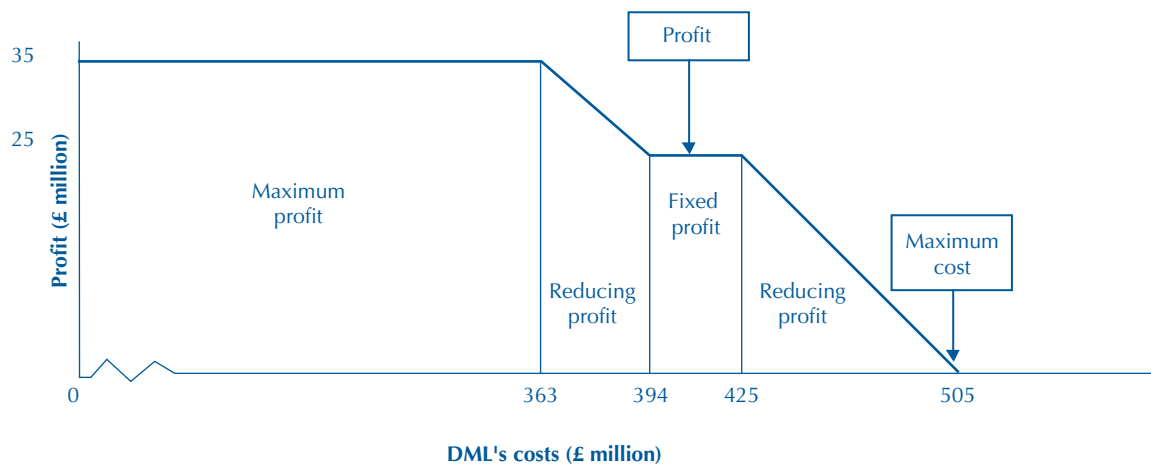 35
25
Profit (£ million)
Profit
Maximum
profit
Fixed
profit
Maximum
cost
Reducing
profit
Reducing
profit
0
363
394
425
505
DML's costs (£ million)